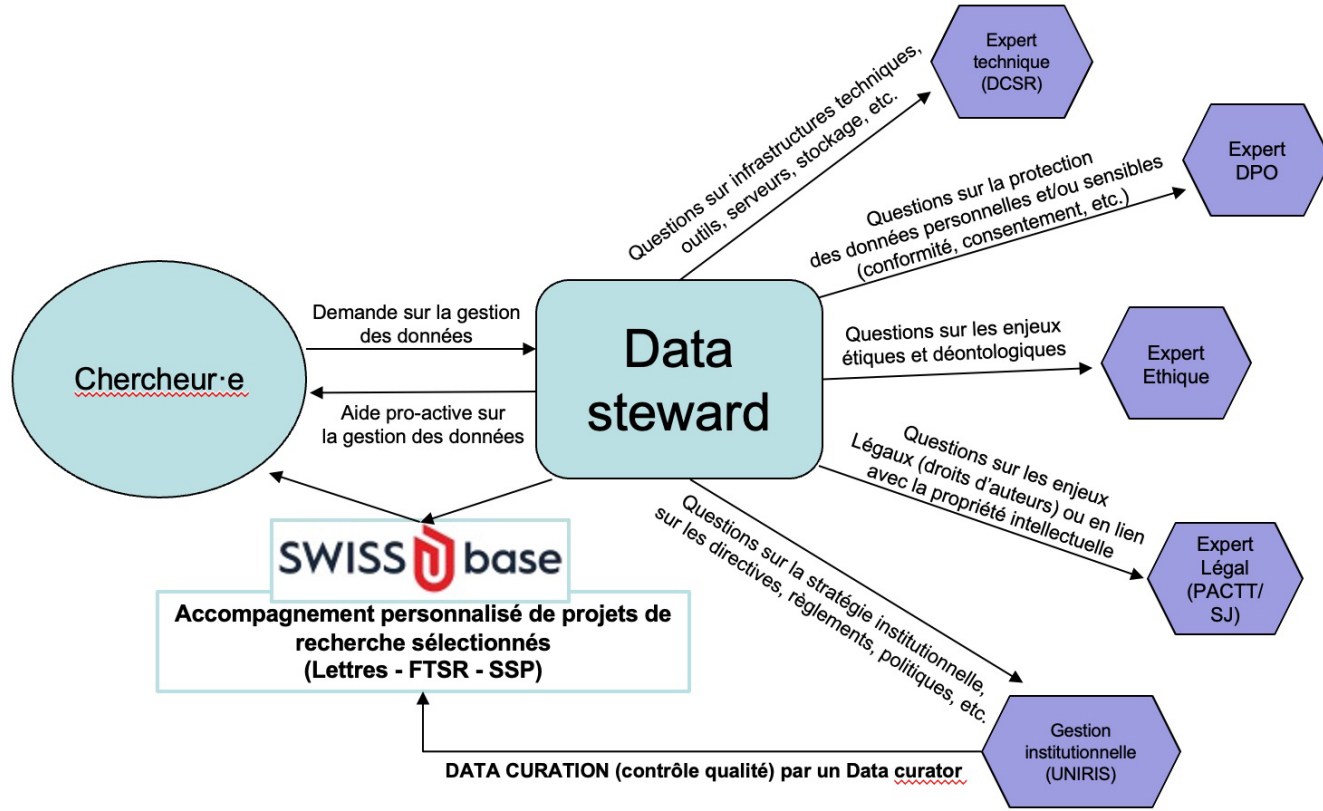 Expert
technique
(DCSR)
Questions sur infrastructures techniques,
outils, serveurs, stockage, etc.
Expert
DPO
Questions sur la protection
des données personnelles et/ou sensibles
(conformité, consentement, etc.)
Chercheur·e
Demande sur la gestion
des données
Aide pro-active sur
la gestion des données
Data
steward
Questions sur les enjeux
étiques et déontologiques
Expert
Ethique
Questions sur les enjeux
Légaux (droits d'auteurs) ou en lien
avec la propriété intellectuelle
Expert
Légal
(PACTT/
SJ)
Questions sur la stratégie institutionnelle,
sur les directives, règlements, politiques, etc.
SWISS base
Accompagnement personnalisé de projets de
recherche sélectionnés
(Lettres - FTSR - SSP)
Gestion
institutionnelle
(UNIRIS)
DATA CURATION (contrôle qualité) par un Data curator